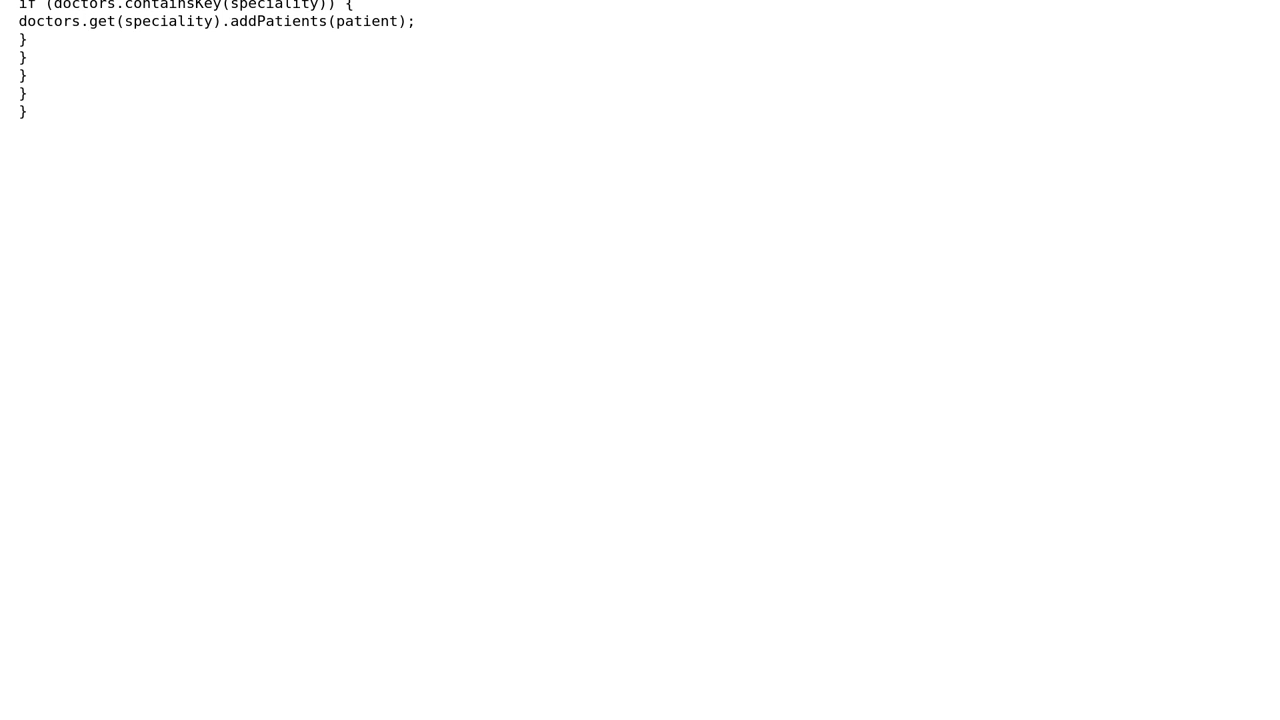 if (doctors.containsKey(speciality)) {
doctors.get(speciality).addPatients(patient);
}
}
}
}
}